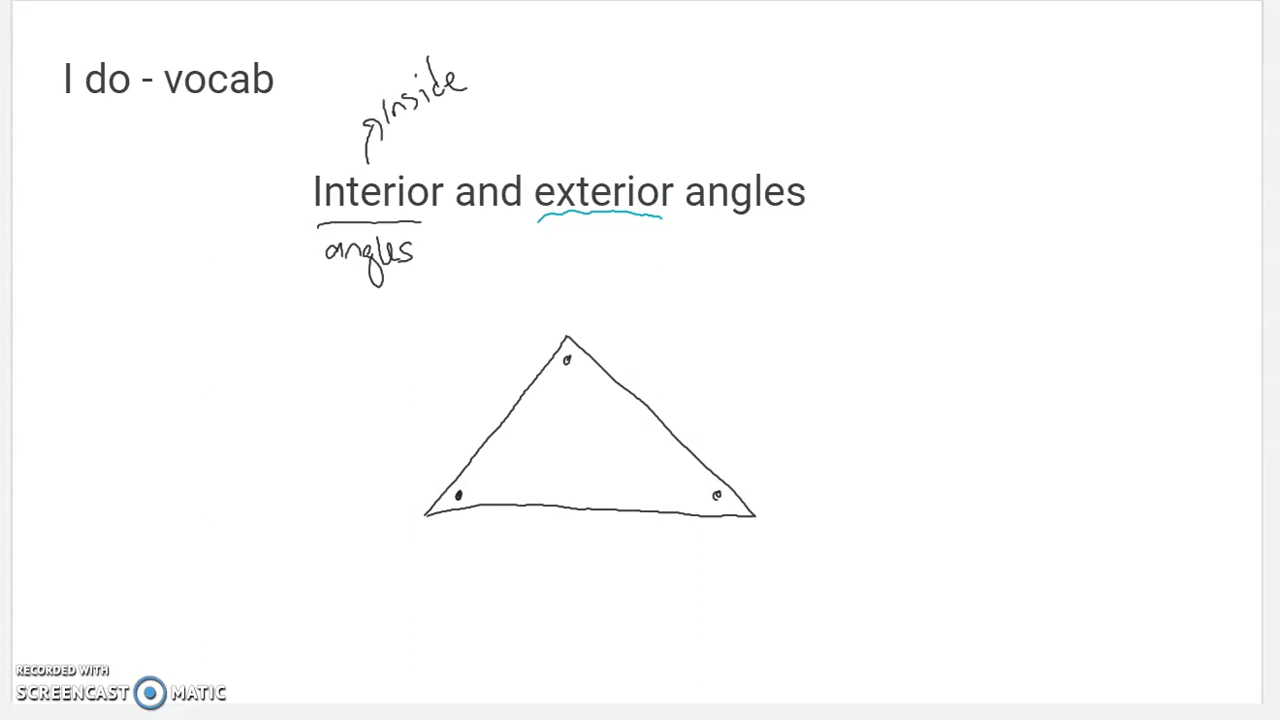 I do - vocab
inside
Interior and exterior angles
angles
RECORDED WITH
SCREENCAST MATIC